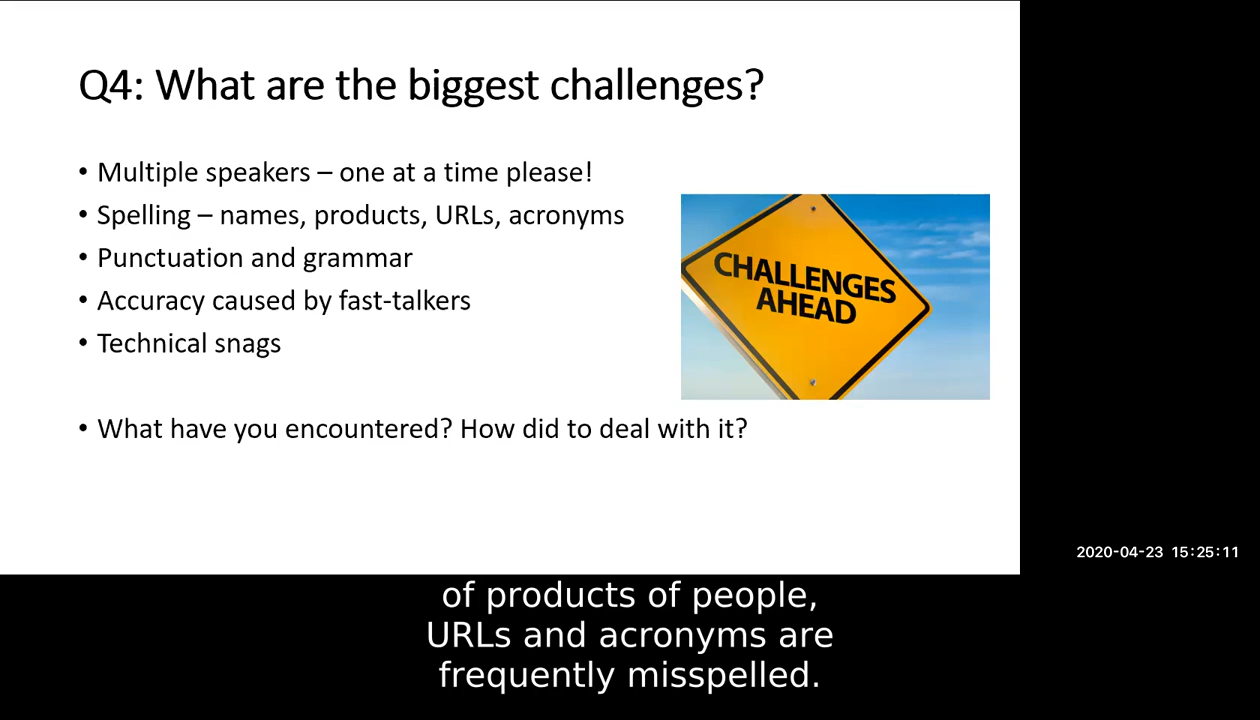 Q4: What are the biggest challenges?
• Multiple speakers – one at a time please!
• Spelling – names, products, URLs, acronyms
• Punctuation and grammar
• Accuracy caused by fast-talkers
• Technical snags
CHALLENGES
AHEAD
• What have you encountered? How did to deal with it?
2020-04-23 15:25:11
of products of people,
URLs and acronyms are
frequently misspelled.